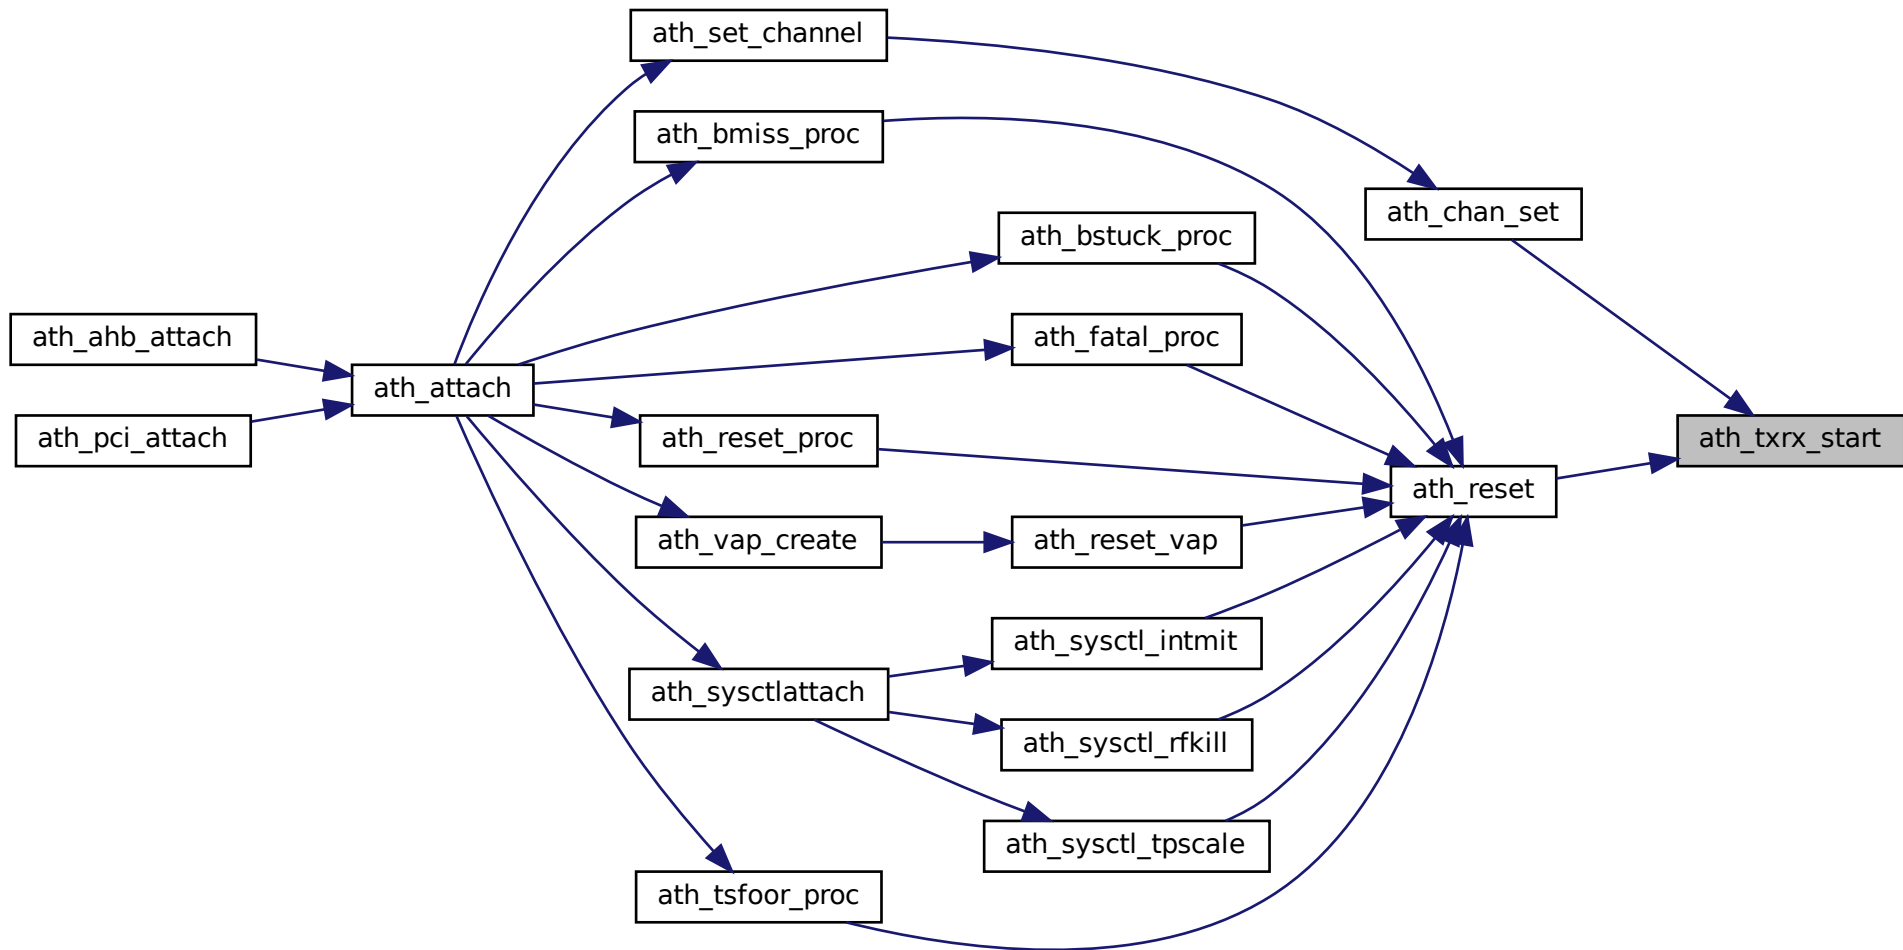 ath_set_channel
ath_bmiss_proc
ath_chan_set
ath_bstuck_proc
ath_ahb_attach
ath_fatal_proc
ath_attach
ath_pci_attach
ath_reset_proc
ath_txrx_start
ath_reset
ath_vap_create
ath_reset_vap
ath_sysctl_intmit
ath_sysctlattach
ath_sysctl_rfkill
ath_sysctl_tpscale
ath_tsfoor_proc